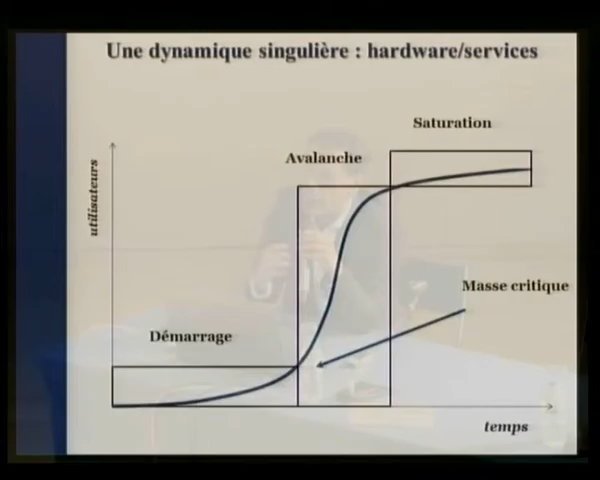 Une dynamique singulière : hardware/services
Saturation
Avalanche
utilisateurs
Masse critique
Démarrage
temps